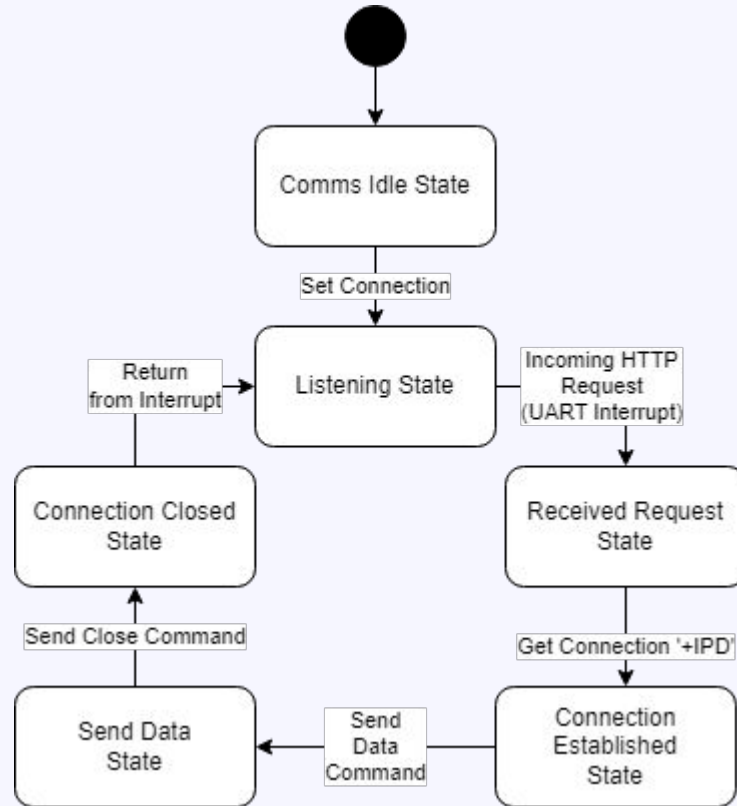 Comms Idle State
Set Connection
Listening State
Incoming HTTP
Request
(UART Interrupt)
Return
from Interrupt
Received Request
State
Connection Closed
State
Get Connection '+IPD'
Send Close Command
Connection
Established
State
Send
Data
Command
Send Data
State